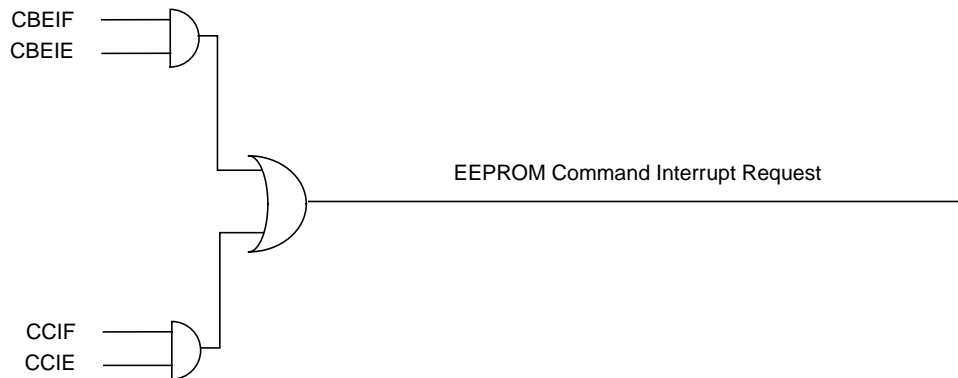 CBEIF
CBEIE
EEPROM Command Interrupt Request
CCIF
CCIE